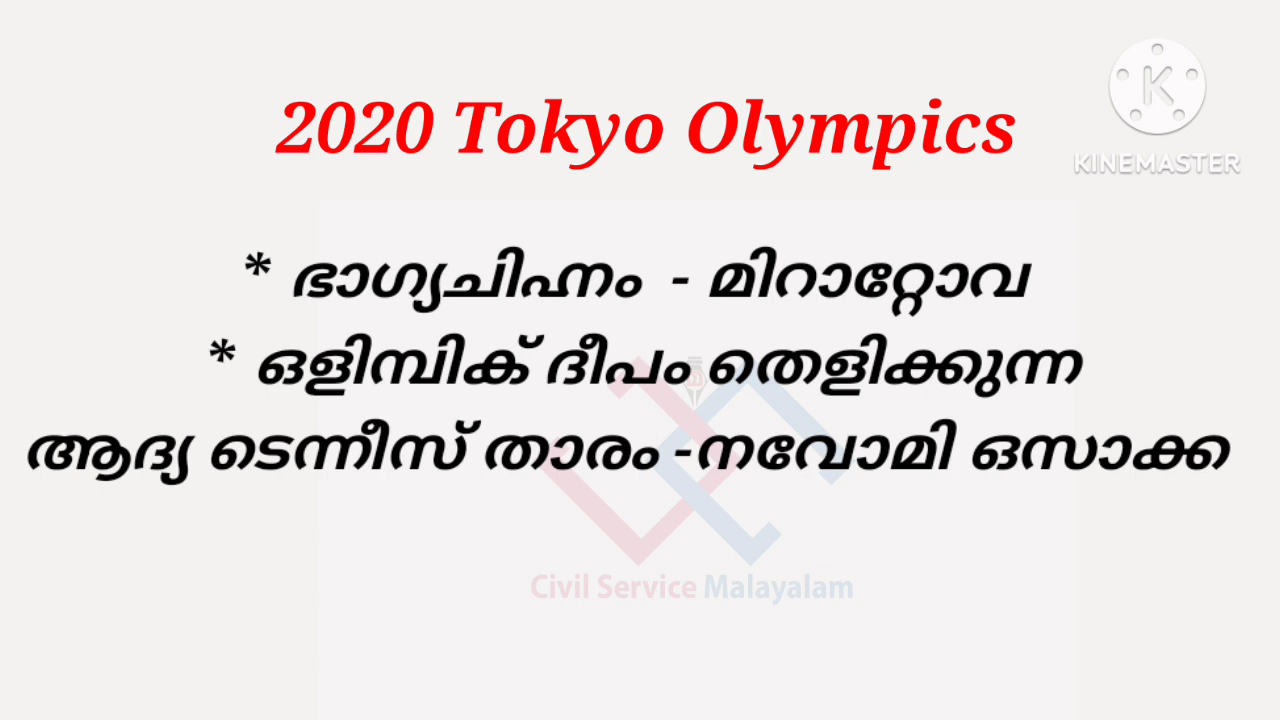 2020 Tokyo Olympics
KINEMASTER
* ഭാഗ്യചിഹ്നം - മിറാറ്റോവ
* ഒളിമ്പിക് ദീപം തെളിക്കുന്ന
ആദ്യ ടെന്നീസ് താരം -നവോമി ഒസാക്ക
Civil Service Malayalam